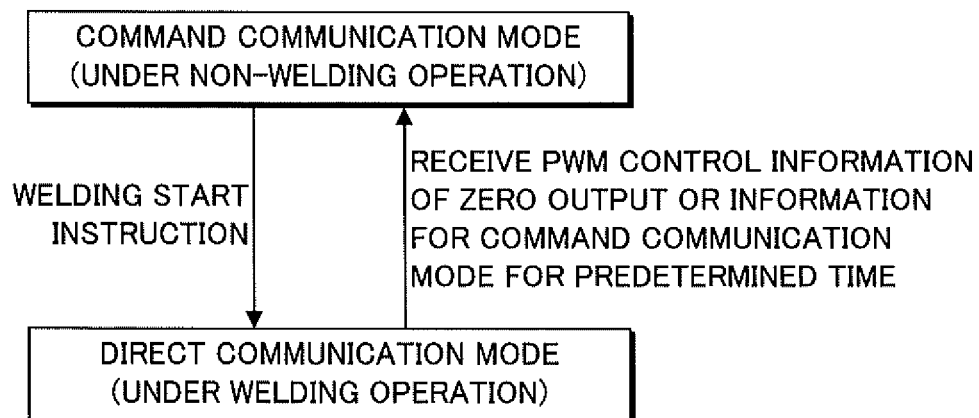 COMMAND COMMUNICATION MODE
(UNDER NON-WELDING OPERATION)
WELDING START
INSTRUCTION
RECEIVE PWM CONTROL INFORMATION
OF ZERO OUTPUT OR INFORMATION
FOR COMMAND COMMUNICATION
MODE FOR PREDETERMINED TIME
DIRECT COMMUNICATION MODE
(UNDER WELDING OPERATION)